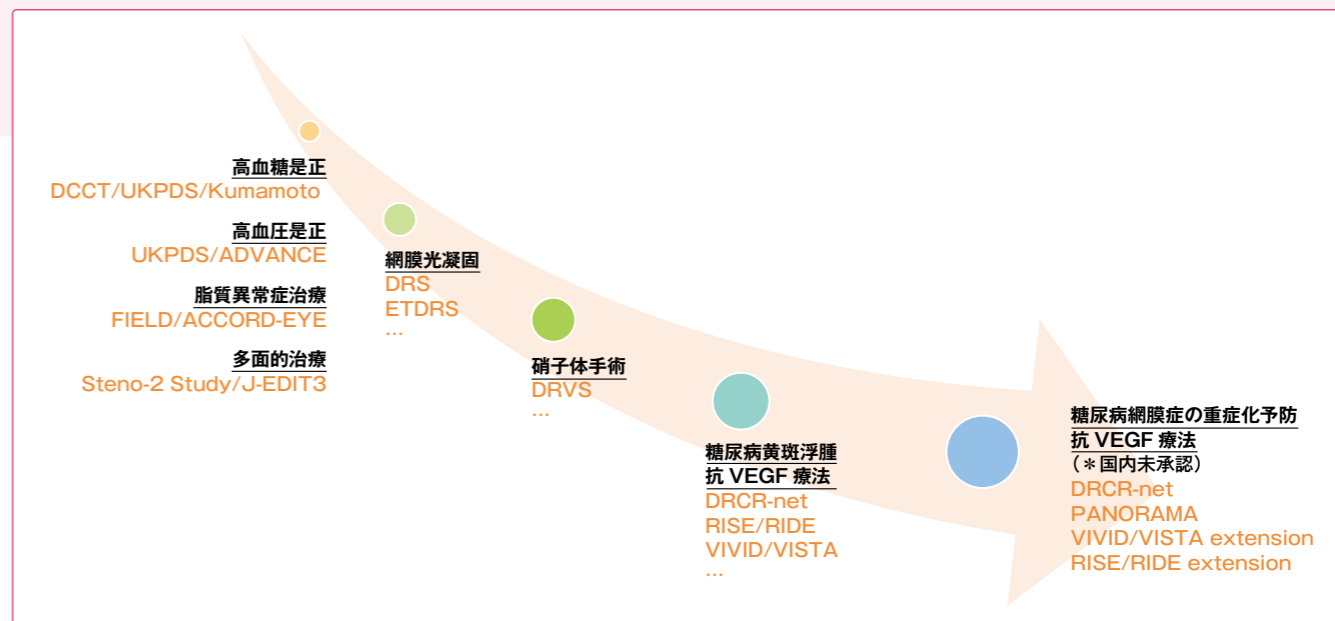 高血糖是正
DCCT/UKPDS/Kumamoto
高血圧是正
UKPDS/ADVANCE
脂質異常症治療
FIELD/ACCORD-EYE
多面的治療
Steno-2 Study/J-EDIT3
網膜光凝固
DRS
ETDRS
...
硝子体手術
DRVS
...
糖尿病黄斑浮腫
抗 VEGF 療法
DRCR-net
RISE/RIDE
VIVID/VISTA
...
糖尿病網膜症の重症化予防
抗 VEGF 療法
（＊国内未承認）
DRCR-net
PANORAMA
VIVID/VISTA extension
RISE/RIDE extension